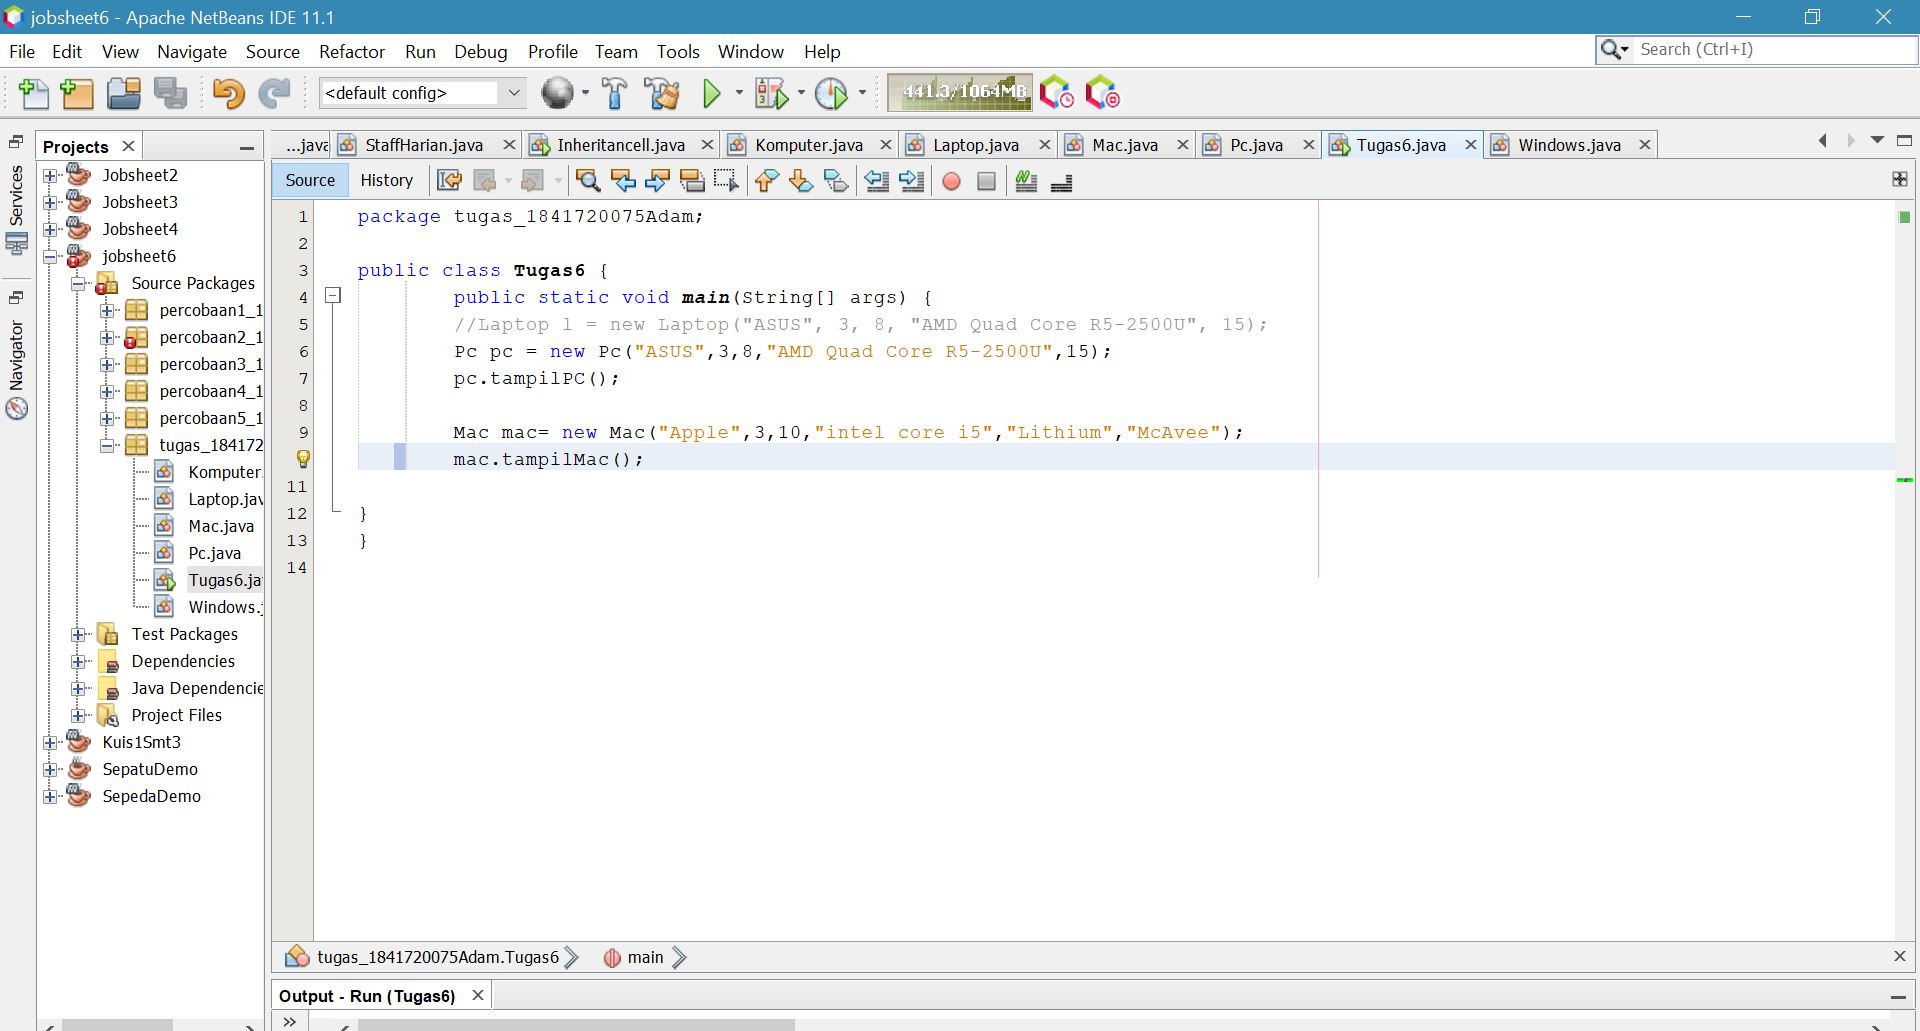 jobsheet6 - Apache NetBeans IDE 11.1
File Edit View Navigate Source Refactor Run Debug Profile Team Tools Window Help
Search (Ctrl+I)
<default config>
441.3/1064MB
Services
Navigator
Projects
Jobsheet2
Jobsheet3
Jobsheet4
jobsheet6
Source Packages
percobaan1_1
percobaan2_1
percobaan3_1
percobaan4_1
percobaan5_1
tugas_184172
Komputer.
Laptop.jav
Mac.java
Pc.java
Tugas6.ja
Windows.j
Test Packages
Dependencies
Java Dependencie
Project Files
Kuis1Smt3
SepatuDemo
SepedaDemo
...java StaffHarian.java Inheritancell.java Komputer.java Laptop.java Mac.java Pc.java Tugas6.java Windows.java
Source History
1 package tugas_1841720075Adam;
2
3 public class Tugas6 {
4 public static void main(String[] args) {
5 //Laptop l = new Laptop("ASUS", 3, 8, "AMD Quad Core R5-2500U", 15);
6 Pc pc = new Pc("ASUS",3,8,"AMD Quad Core R5-2500U",15);
7 pc.tampilPC();
8
9 Mac mac= new Mac("Apple",3,10,"intel core i5","Lithium","McAvee");
mac.tampilMac();
11
12 }
13 }
14
tugas_1841720075Adam.Tugas6 main
Output - Run (Tugas6)